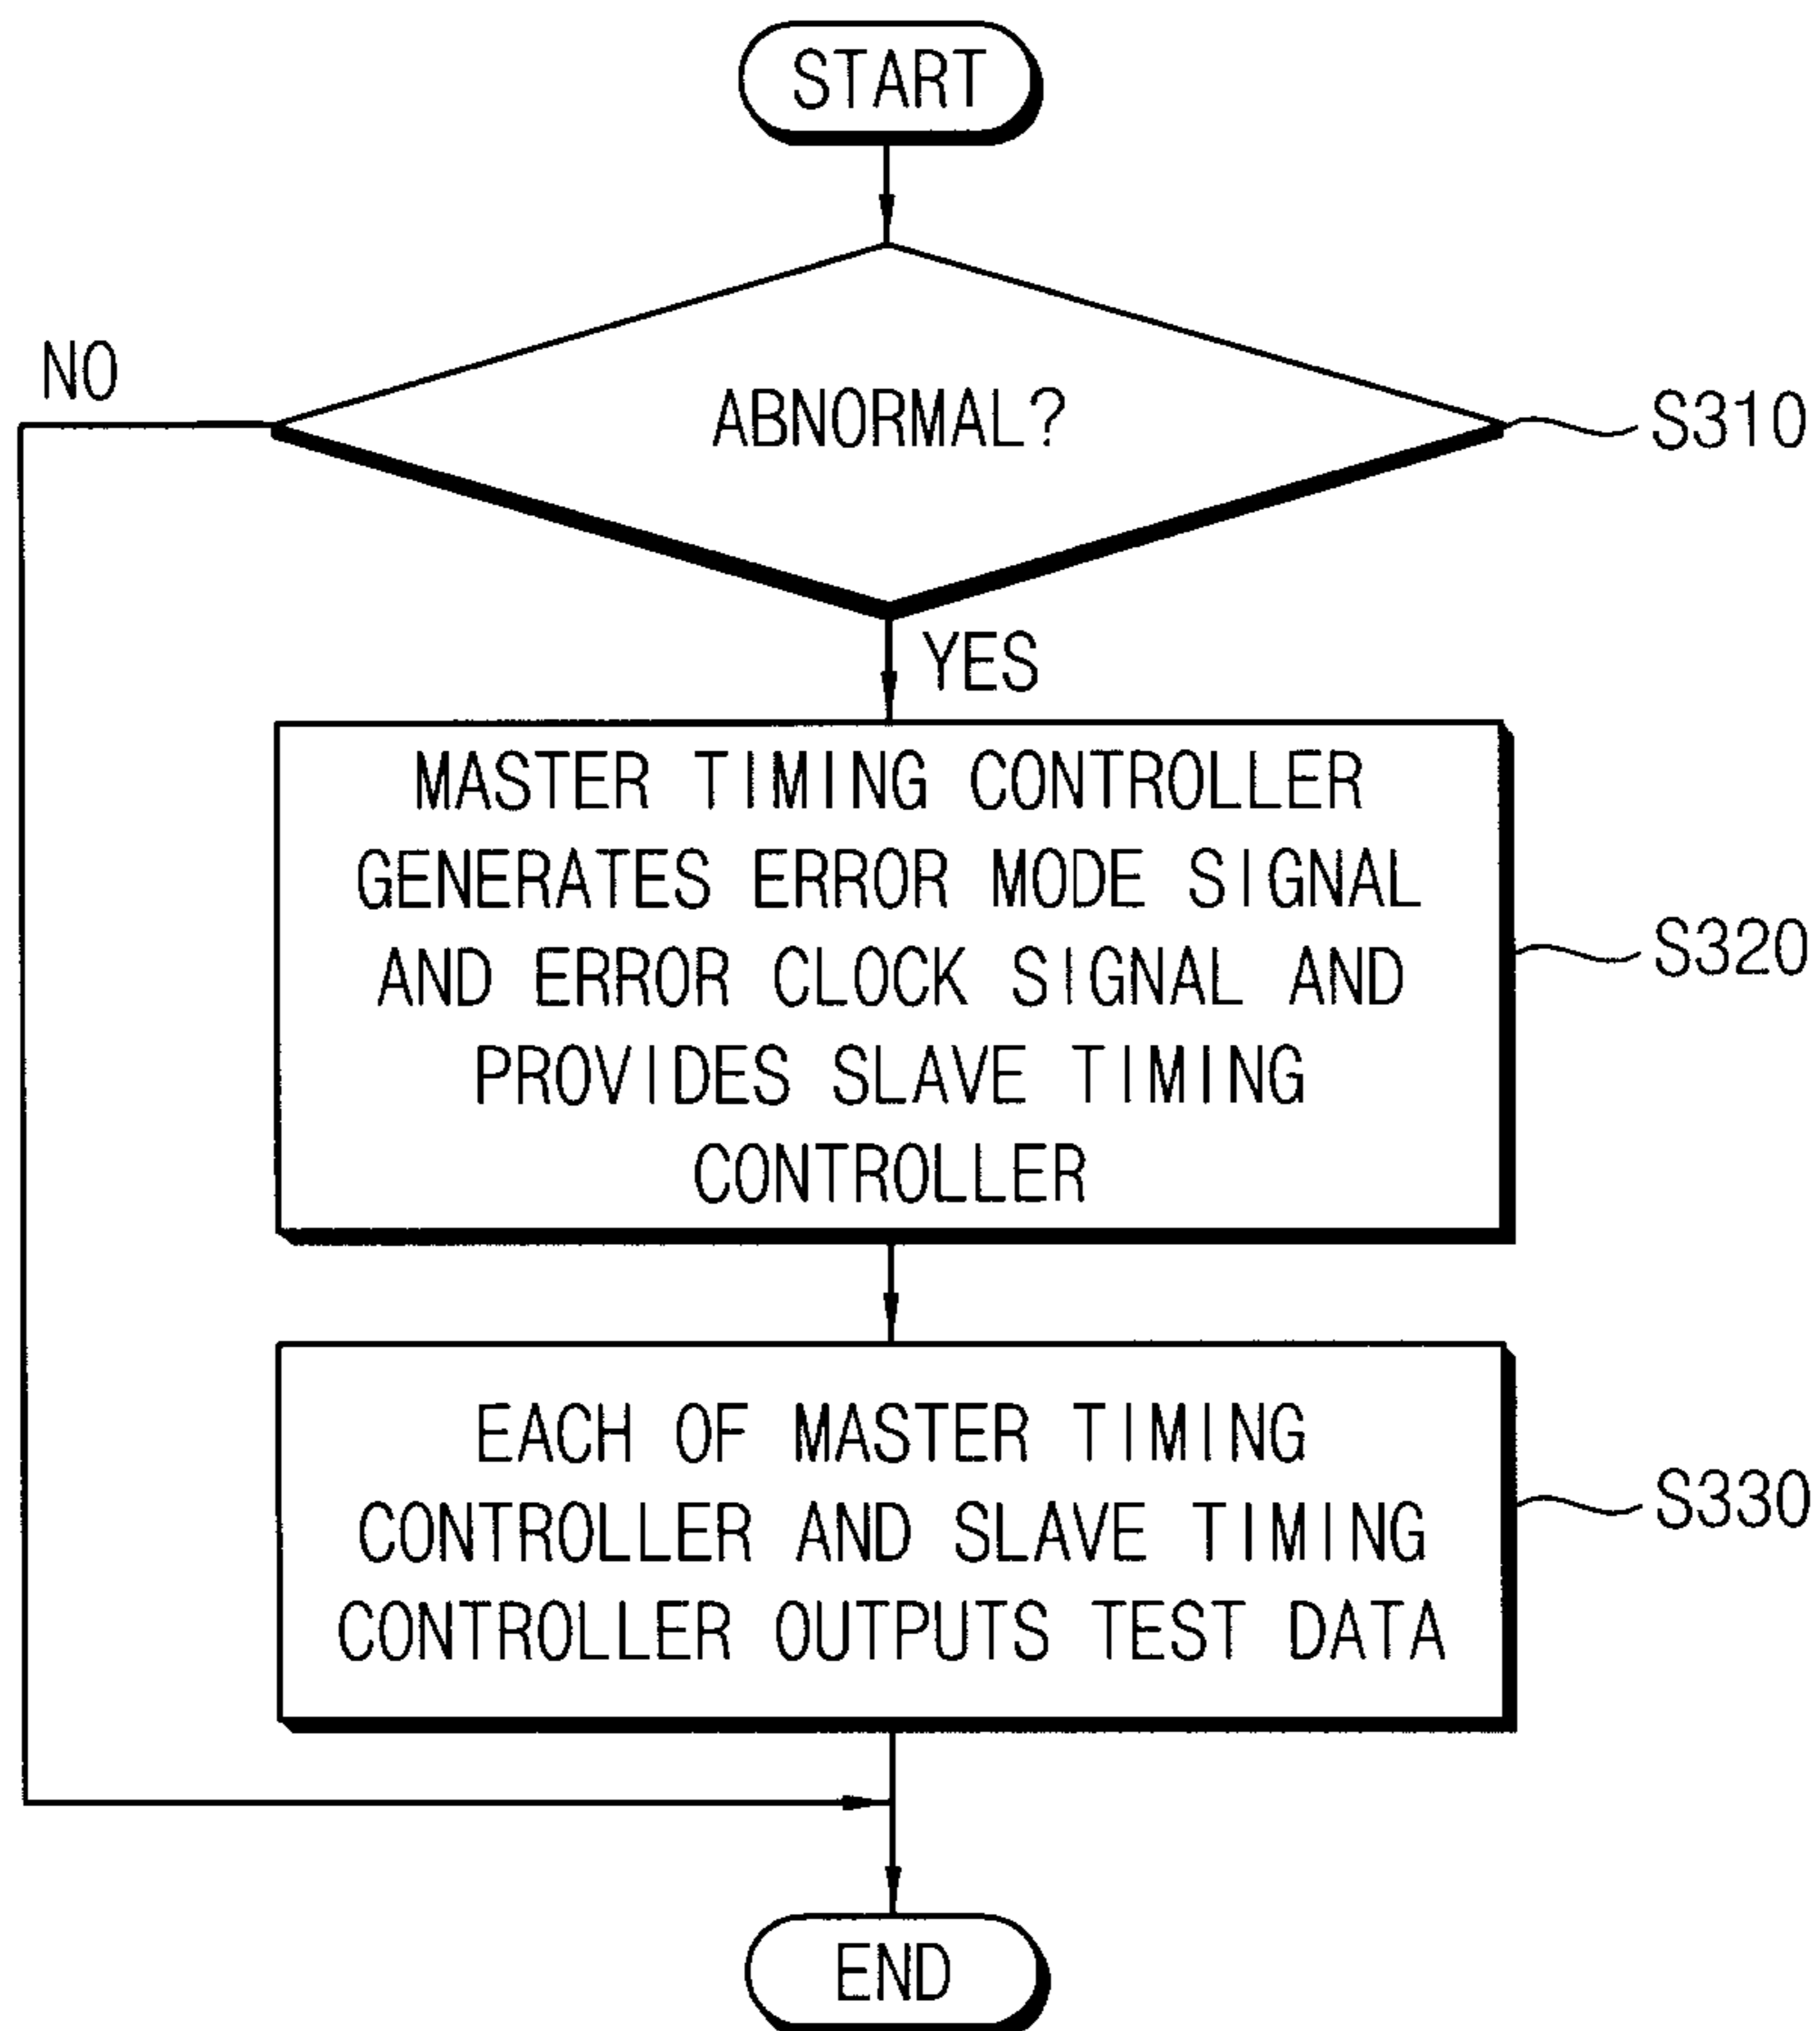 START
NO
ABNORMAL?
S310
YES
MASTER TIMING CONTROLLER
GENERATES ERROR MODE SIGNAL
AND ERROR CLOCK SIGNAL AND
PROVIDES SLAVE TIMING
CONTROLLER
S320
EACH OF MASTER TIMING
CONTROLLER AND SLAVE TIMING
CONTROLLER OUTPUTS TEST DATA
S330
END